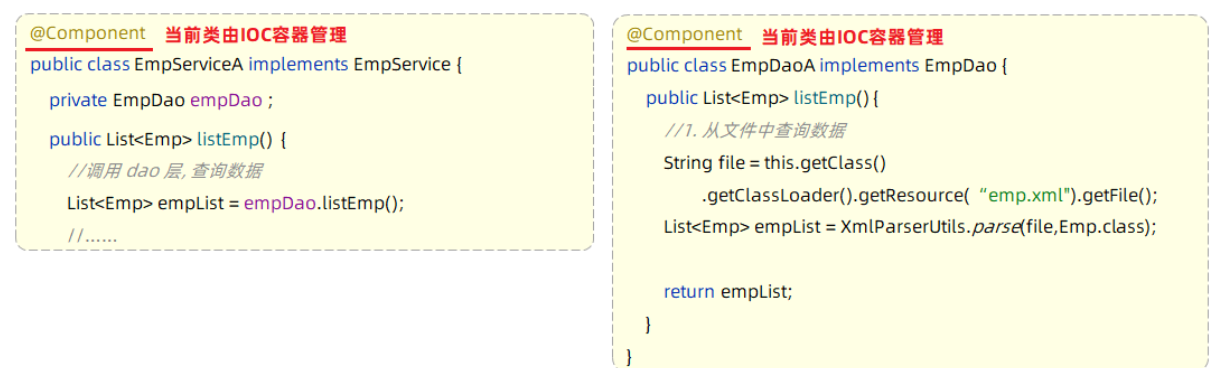 @Component 当前类由IOC容器管理
public class EmpServiceA implements EmpService {
private EmpDao empDao ;
public List<Emp> listEmp() {
//调用 dao 层, 查询数据
List<Emp> empList = empDao.listEmp();
//......
@Component 当前类由IOC容器管理
public class EmpDaoA implements EmpDao {
public List<Emp> listEmp() {
//1. 从文件中查询数据
String file = this.getClass()
.getClassLoader().getResource( “emp.xml").getFile();
List<Emp> empList = XmlParserUtils.parse(file,Emp.class);
return empList;
}
}